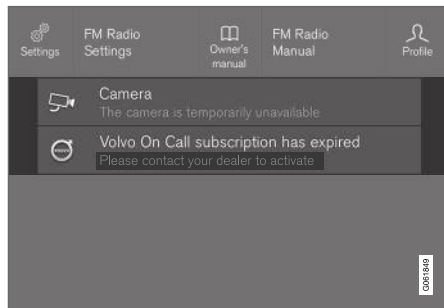 Settings
FM Radio
Settings
Owner's
manual
FM Radio
Manual
Profile
Camera
The camera is temporarily unavailable
Volvo On Call subscription has expired
Please contact your dealer to activate
G061849